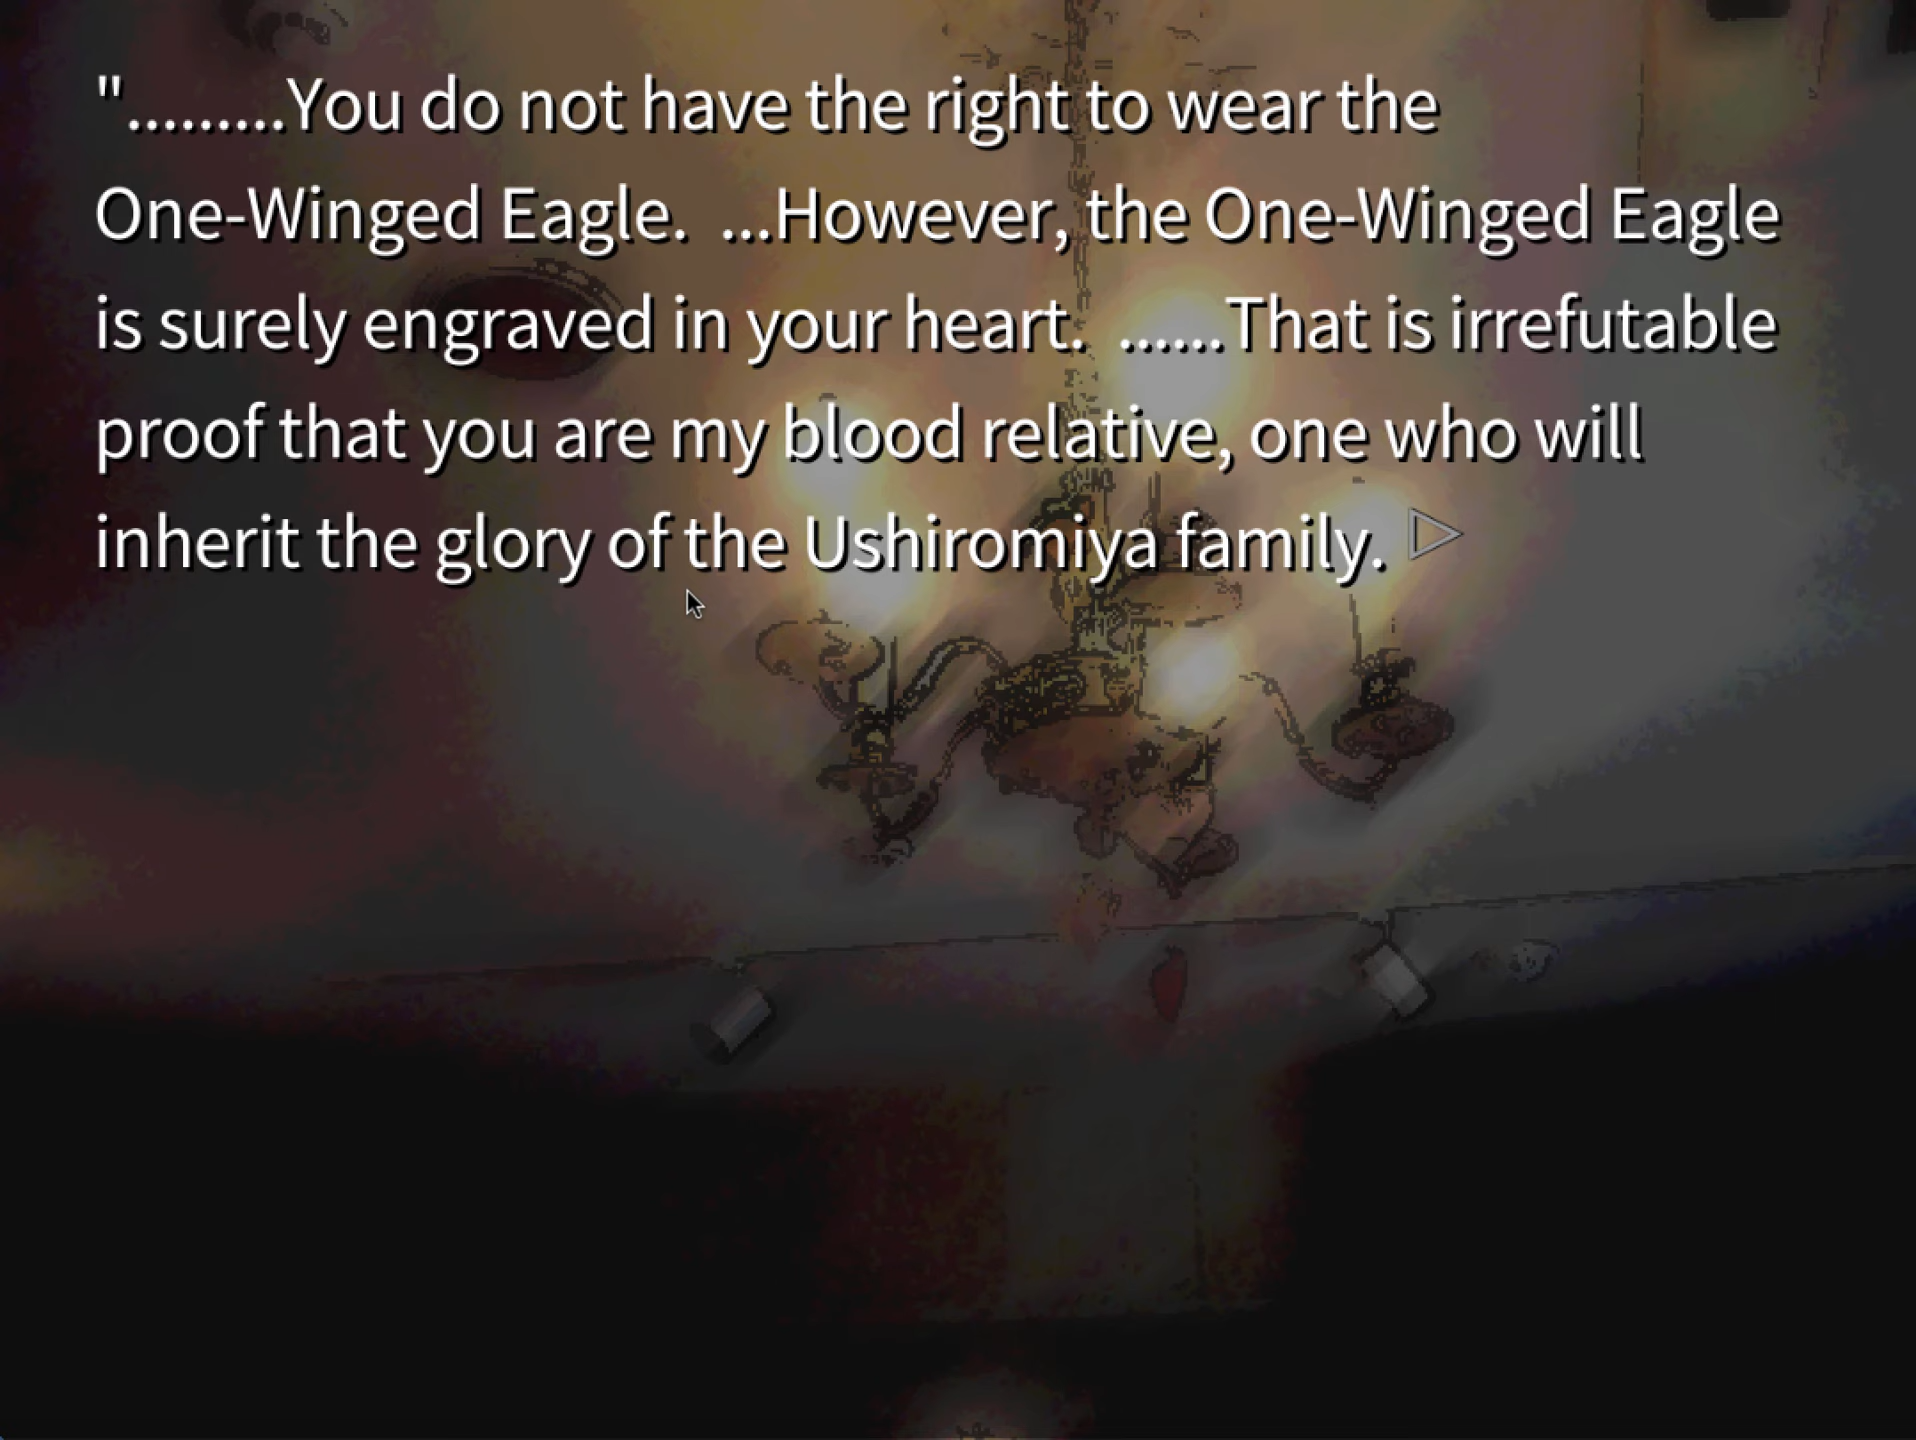 ".........You do not have the right to wear the
One-Winged Eagle.  ...However, the One-Winged Eagle
is surely engraved in your heart.  ......That is irrefutable
proof that you are my blood relative, one who will
inherit the glory of the Ushiromiya family.